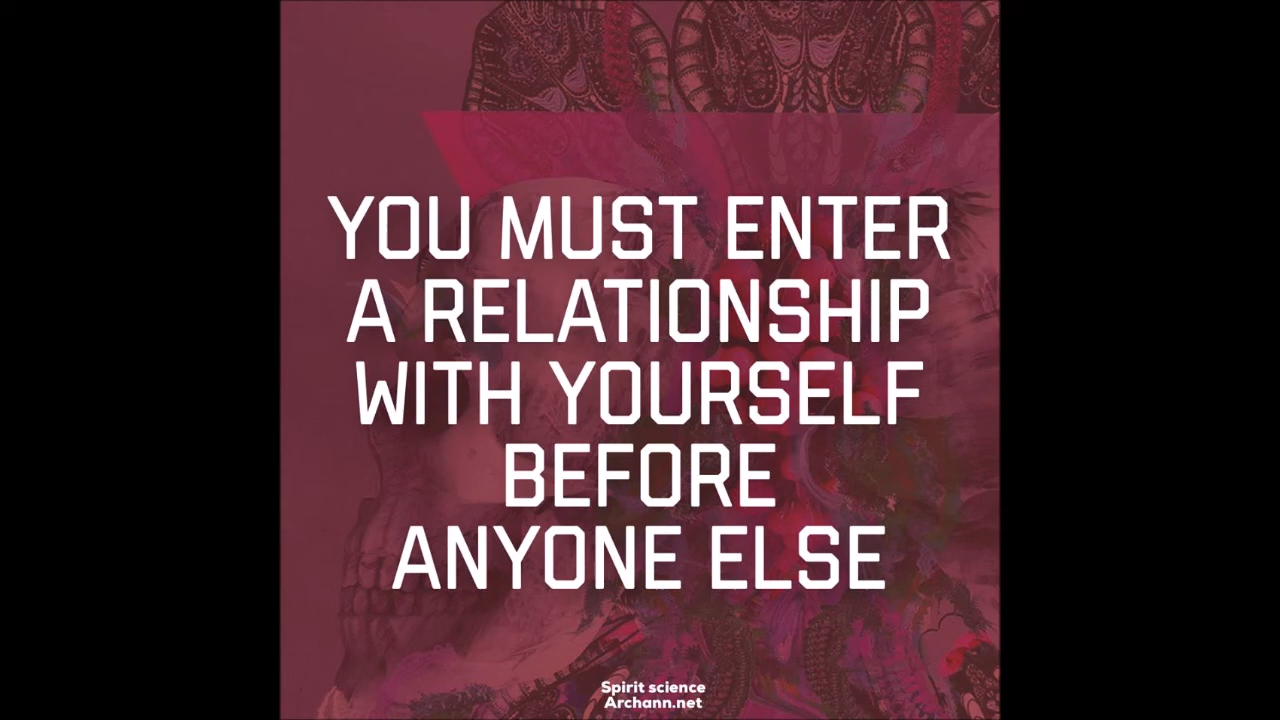 YOU MUST ENTER
A RELATIONSHIP
WITH YOURSELF
BEFORE
ANYONE ELSE
Spirit science
Archann.net